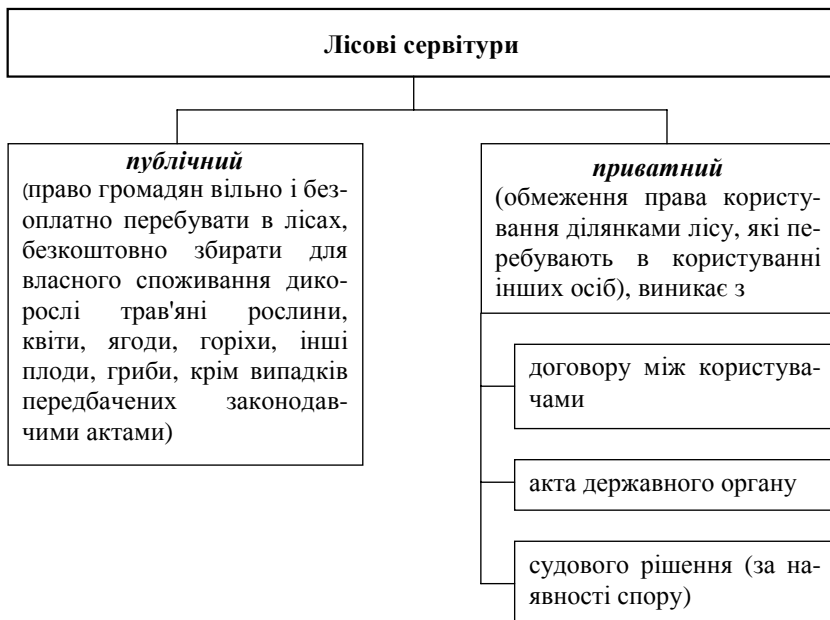 Лісові сервітури
публічний
(право громадян вільно і без-
оплатно перебувати в лісах,
безкоштовно збирати для
власного споживання дико-
рослі трав'яні рослини,
квіти, ягоди, горіхи, інші
плоди, гриби, крім випадків
передбачених законодав-
чими актами)
приватний
(обмеження права користу-
вання ділянками лісу, які пе-
ребувають в користуванні
інших осіб), виникає з
договору між користува-
чами
акта державного органу
судового рішення (за на-
явності спору)